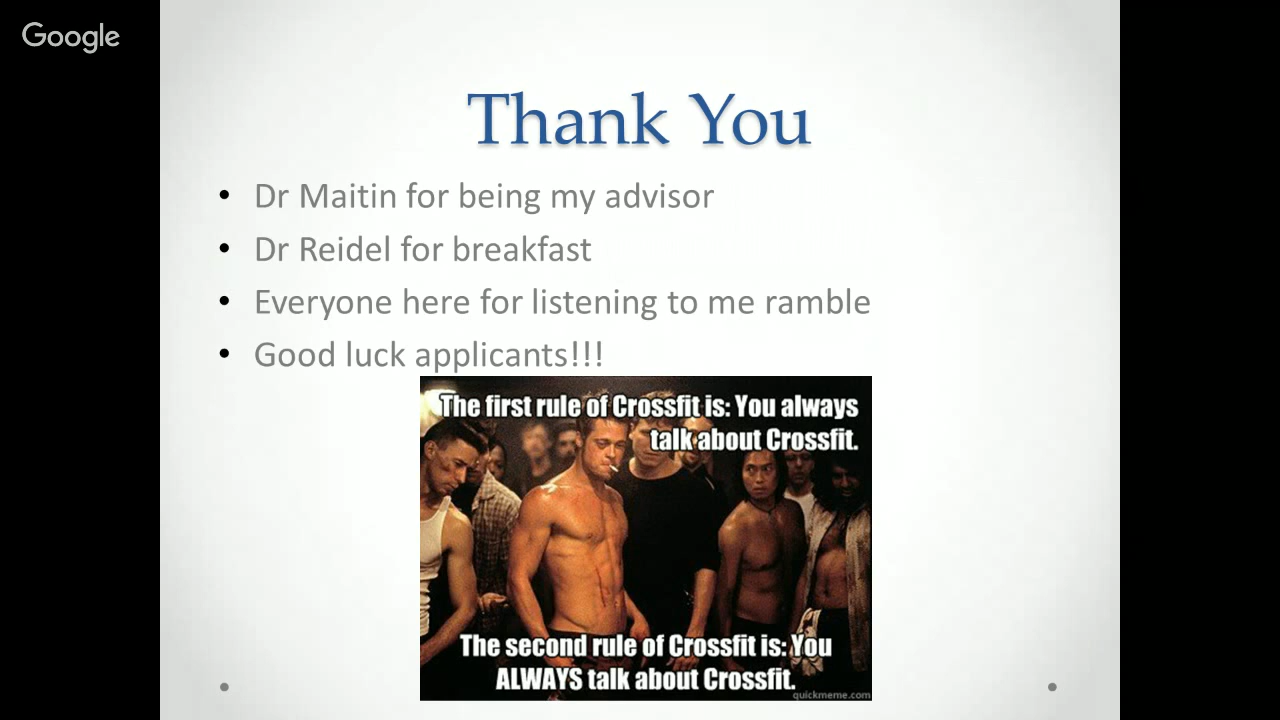 Google
Thank You
• Dr Maitin for being my advisor
• Dr Reidel for breakfast
• Everyone here for listening to me ramble
• Good luck applicants!!!
The first rule of Crossfit is: You always
talk about Crossfit.
The second rule of Crossfit is: You
ALWAYS talk about Crossfit.
quickmeme.com